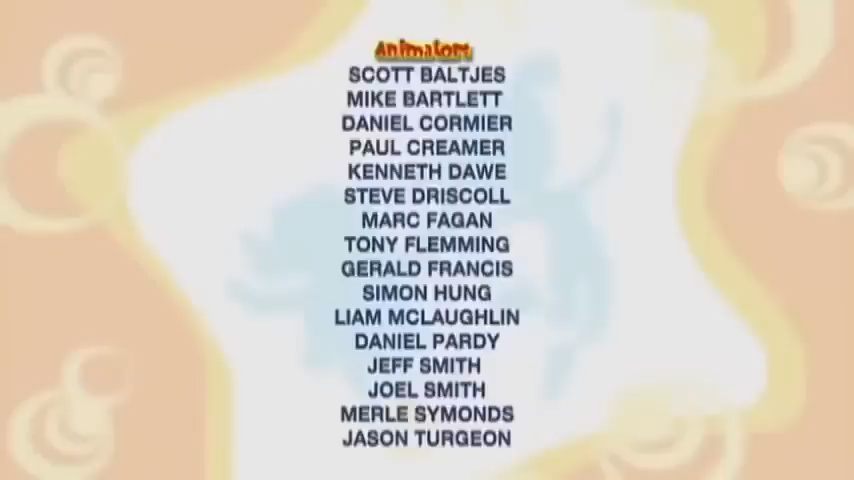 Animators
SCOTT BALTJES
MIKE BARTLETT
DANIEL CORMIER
PAUL CREAMER
KENNETH DAWE
STEVE DRISCOLL
MARC FAGAN
TONY FLEMMING
GERALD FRANCIS
SIMON HUNG
LIAM MCLAUGHLIN
DANIEL PARDY
JEFF SMITH
JOEL SMITH
MERLE SYMONDS
JASON TURGEON